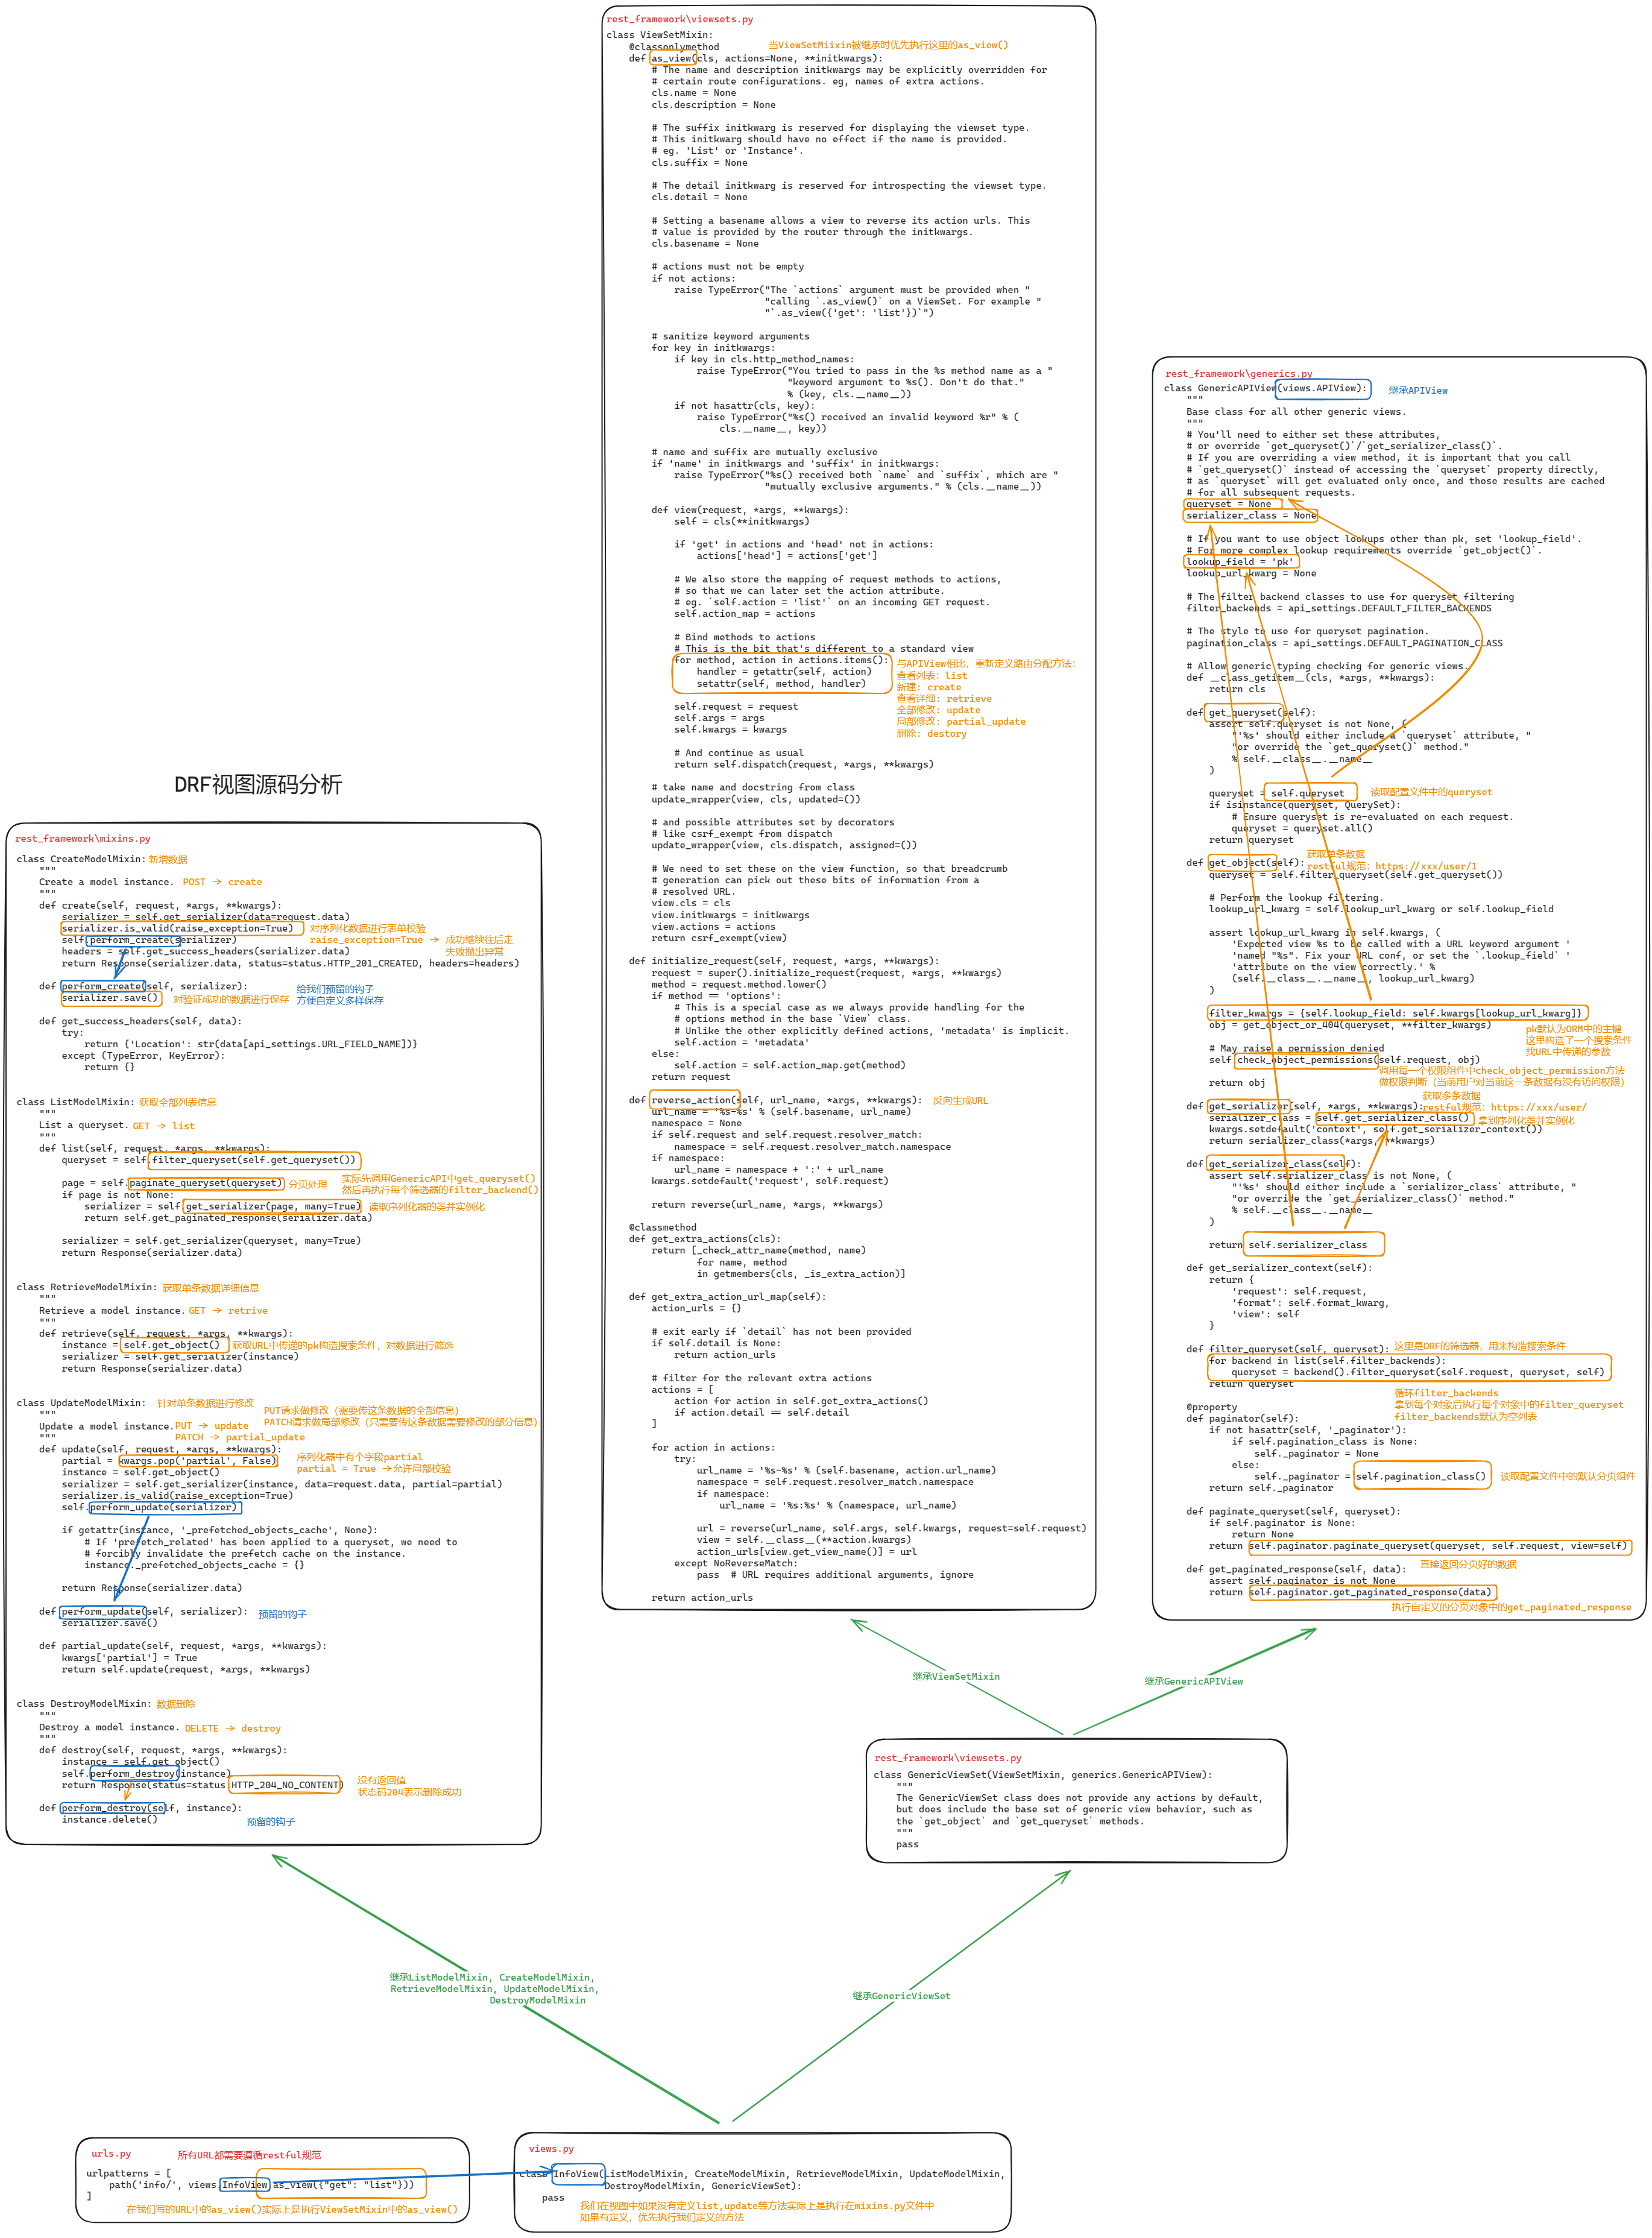 DRF视图源码分析
rest_framework\mixins.py
class CreateModelMixin: 新增数据
"""
Create a model instance. POST -> create
"""
def create(self, request, *args, **kwargs):
serializer = self.get_serializer(data=request.data)
serializer.is_valid(raise_exception=True) 对序列化数据进行表单校验
self.perform_create(serializer) raise_exception=True -> 成功继续往后走
headers = self.get_success_headers(serializer.data) 失败抛出异常
return Response(serializer.data, status=status.HTTP_201_CREATED, headers=headers)
def perform_create(self, serializer): 给我们预留的钩子
serializer.save() 对验证成功的数据进行保存 方便自定义多样保存
def get_success_headers(self, data):
try:
return {'Location': str(data[api_settings.URL_FIELD_NAME])}
except (TypeError, KeyError):
return {}
class ListModelMixin: 获取全部列表信息
"""
List a queryset. GET -> list
"""
def list(self, request, *args, **kwargs):
queryset = self.filter_queryset(self.get_queryset())
实际先调用GenericAPI中get_queryset()
page = self.paginate_queryset(queryset) 分页处理
然后再执行每个筛选器的filter_backend()
if page is not None:
serializer = self.get_serializer(page, many=True) 读取序列化器的类并实例化
return self.get_paginated_response(serializer.data)
serializer = self.get_serializer(queryset, many=True)
return Response(serializer.data)
class RetrieveModelMixin: 获取单条数据详细信息
"""
Retrieve a model instance. GET -> retrive
"""
def retrieve(self, request, *args, **kwargs):
instance = self.get_object() 获取URL中传递的pk构造搜索条件, 对数据进行筛选
serializer = self.get_serializer(instance)
return Response(serializer.data)
class UpdateModelMixin: 针对单条数据进行修改
""" PUT请求做修改 (需要传这条数据的全部信息)
PATCH请求做局部修改 (只需要传这条数据需要修改的部分信息)
Update a model instance. PUT -> update
""" PATCH -> partial_update
def update(self, request, *args, **kwargs):
partial = kwargs.pop('partial', False) 序列化器中有个字段partial
instance = self.get_object() partial = True ->允许局部校验
serializer = self.get_serializer(instance, data=request.data, partial=partial)
serializer.is_valid(raise_exception=True)
self.perform_update(serializer)
if getattr(instance, '_prefetched_objects_cache', None):
# If 'prefetch_related' has been applied to a queryset, we need to
# forcibly invalidate the prefetch cache on the instance.
instance._prefetched_objects_cache = {}
return Response(serializer.data)
def perform_update(self, serializer): 预留的钩子
serializer.save()
def partial_update(self, request, *args, **kwargs):
kwargs['partial'] = True
return self.update(request, *args, **kwargs)
class DestroyModelMixin: 数据删除
"""
Destroy a model instance. DELETE -> destroy
"""
def destroy(self, request, *args, **kwargs):
instance = self.get_object()
self.perform_destroy(instance)
return Response(status=status.HTTP_204_NO_CONTENT) 没有返回值
状态码204表示删除成功
def perform_destroy(self, instance):
instance.delete() 预留的钩子
rest_framework\viewsets.py
class ViewSetMixin:
@classonlymethod 当ViewSetMiixin被继承时优先执行这里的as_view()
def as_view(cls, actions=None, **initkwargs):
# The name and description initkwargs may be explicitly overridden for
# certain route configurations. eg, names of extra actions.
cls.name = None
cls.description = None
# The suffix initkwarg is reserved for displaying the viewset type.
# This initkwarg should have no effect if the name is provided.
# eg. 'List' or 'Instance'.
cls.suffix = None
# The detail initkwarg is reserved for introspecting the viewset type.
cls.detail = None
# Setting a basename allows a view to reverse its action urls. This
# value is provided by the router through the initkwargs.
cls.basename = None
# actions must not be empty
if not actions:
raise TypeError("The `actions` argument must be provided when "
"calling `.as_view()` on a ViewSet. For example "
"`.as_view({'get': 'list'})`")
# sanitize keyword arguments
for key in initkwargs:
if key in cls.http_method_names:
raise TypeError("You tried to pass in the %s method name as a "
"keyword argument to %s(). Don't do that."
% (key, cls.__name__))
if not hasattr(cls, key):
raise TypeError("%s() received an invalid keyword %r" % (
cls.__name__, key))
# name and suffix are mutually exclusive
if 'name' in initkwargs and 'suffix' in initkwargs:
raise TypeError("%s() received both `name` and `suffix`, which are "
"mutually exclusive arguments." % (cls.__name__))
def view(request, *args, **kwargs):
self = cls(**initkwargs)
if 'get' in actions and 'head' not in actions:
actions['head'] = actions['get']
# We also store the mapping of request methods to actions,
# so that we can later set the action attribute.
# eg. `self.action = 'list'` on an incoming GET request.
self.action_map = actions
# Bind methods to actions
# This is the bit that's different to a standard view
for method, action in actions.items(): 与APIView相比, 重新定义路由分配方法:
handler = getattr(self, action) 查看列表: list
setattr(self, method, handler) 新建: create
查看详细: retrieve
self.request = request 全部修改: update
self.args = args 局部修改: partial_update
self.kwargs = kwargs 删除: destory
# And continue as usual
return self.dispatch(request, *args, **kwargs)
# take name and docstring from class
update_wrapper(view, cls, updated=())
# and possible attributes set by decorators
# like csrf_exempt from dispatch
update_wrapper(view, cls.dispatch, assigned=())
# We need to set these on the view function, so that breadcrumb
# generation can pick out these bits of information from a
# resolved URL.
view.cls = cls
view.initkwargs = initkwargs
view.actions = actions
return csrf_exempt(view)
def initialize_request(self, request, *args, **kwargs):
request = super().initialize_request(request, *args, **kwargs)
method = request.method.lower()
if method == 'options':
# This is a special case as we always provide handling for the
# options method in the base `View` class.
# Unlike the other explicitly defined actions, 'metadata' is implicit.
self.action = 'metadata'
else:
self.action = self.action_map.get(method)
return request
def reverse_action(self, url_name, *args, **kwargs): 反向生成URL
url_name = '%s-%s' % (self.basename, url_name)
namespace = None
if self.request and self.request.resolver_match:
namespace = self.request.resolver_match.namespace
if namespace:
url_name = namespace + ':' + url_name
kwargs.setdefault('request', self.request)
return reverse(url_name, *args, **kwargs)
@classmethod
def get_extra_actions(cls):
return [_check_attr_name(method, name)
for name, method
in getmembers(cls, _is_extra_action)]
def get_extra_action_url_map(self):
action_urls = {}
# exit early if `detail` has not been provided
if self.detail is None:
return action_urls
# filter for the relevant extra actions
actions = [
action for action in self.get_extra_actions()
if action.detail == self.detail
]
for action in actions:
try:
url_name = '%s-%s' % (self.basename, action.url_name)
namespace = self.request.resolver_match.namespace
if namespace:
url_name = '%s:%s' % (namespace, url_name)
url = reverse(url_name, self.args, self.kwargs, request=self.request)
view = self.__class__(**action.kwargs)
action_urls[view.get_view_name()] = url
except NoReverseMatch:
pass # URL requires additional arguments, ignore
return action_urls
rest_framework\generics.py
class GenericAPIView(views.APIView): 继承APIView
"""
Base class for all other generic views.
"""
# You'll need to either set these attributes,
# or override `get_queryset()`/`get_serializer_class()`.
# If you are overriding a view method, it is important that you call
# `get_queryset()` instead of accessing the `queryset` property directly,
# as `queryset` will get evaluated only once, and those results are cached
# for all subsequent requests.
queryset = None
serializer_class = None
# If you want to use object lookups other than pk, set 'lookup_field'.
# For more complex lookup requirements override `get_object()`.
lookup_field = 'pk'
lookup_url_kwarg = None
# The filter backend classes to use for queryset filtering
filter_backends = api_settings.DEFAULT_FILTER_BACKENDS
# The style to use for queryset pagination.
pagination_class = api_settings.DEFAULT_PAGINATION_CLASS
# Allow generic typing checking for generic views.
def __class_getitem__(cls, *args, **kwargs):
return cls
def get_queryset(self):
assert self.queryset is not None, (
"'%s' should either include a `queryset` attribute, "
"or override the `get_queryset()` method."
% self.__class__.__name__
)
queryset = self.queryset 读取配置文件中的queryset
if isinstance(queryset, QuerySet):
# Ensure queryset is re-evaluated on each request.
queryset = queryset.all()
return queryset
获取单条数据
def get_object(self): restful规范: https://xxx/user/1
queryset = self.filter_queryset(self.get_queryset())
# Perform the lookup filtering.
lookup_url_kwarg = self.lookup_url_kwarg or self.lookup_field
assert lookup_url_kwarg in self.kwargs, (
'Expected view %s to be called with a URL keyword argument '
'named "%s". Fix your URL conf, or set the `.lookup_field` '
'attribute on the view correctly.' %
(self.__class__.__name__, lookup_url_kwarg)
)
filter_kwargs = {self.lookup_field: self.kwargs[lookup_url_kwarg]}
obj = get_object_or_404(queryset, **filter_kwargs) pk默认为ORM中的主键
这里构造了一个搜索条件
# May raise a permission denied 找URL中传递的参数
self.check_object_permissions(self.request, obj)
调用每一个权限组件中check_object_permission方法
return obj 做权限判断 (当前用户对当前这一条数据有没有访问权限)
获取多条数据
def get_serializer(self, *args, **kwargs): restful规范: https://xxx/user/
serializer_class = self.get_serializer_class() 拿到序列化类并实例化
kwargs.setdefault('context', self.get_serializer_context())
return serializer_class(*args, **kwargs)
def get_serializer_class(self):
assert self.serializer_class is not None, (
"'%s' should either include a `serializer_class` attribute, "
"or override the `get_serializer_class()` method."
% self.__class__.__name__
)
return self.serializer_class
def get_serializer_context(self):
return {
'request': self.request,
'format': self.format_kwarg,
'view': self
}
def filter_queryset(self, queryset): 这里是DRF的筛选器, 用来构造搜索条件
for backend in list(self.filter_backends):
queryset = backend().filter_queryset(self.request, queryset, self)
return queryset
循环filter_backends
拿到每个对象后执行每个对象中的filter_queryset
filter_backends默认为空列表
@property
def paginator(self):
if not hasattr(self, '_paginator'):
if self.pagination_class is None:
self._paginator = None
else:
self._paginator = self.pagination_class() 读取配置文件中的默认分页组件
return self._paginator
def paginate_queryset(self, queryset):
if self.paginator is None:
return None
return self.paginator.paginate_queryset(queryset, self.request, view=self)
直接返回分页好的数据
def get_paginated_response(self, data):
assert self.paginator is not None
return self.paginator.get_paginated_response(data)
执行自定义的分页对象中的get_paginated_response
继承ViewSetMixin
继承GenericAPIView
rest_framework\viewsets.py
class GenericViewSet(ViewSetMixin, generics.GenericAPIView):
"""
The GenericViewSet class does not provide any actions by default,
but does include the base set of generic view behavior, such as
the `get_object` and `get_queryset` methods.
"""
pass
继承ListModelMixin, CreateModelMixin,
RetrieveModelMixin, UpdateModelMixin,
DestroyModelMixin
继承GenericViewSet
urls.py 所有URL都需要遵循restful规范
urlpatterns = [
path('info/', views.InfoView.as_view({"get": "list"}))
]
在我们写的URL中的as_view()实际上是执行ViewSetMixin中的as_view()
views.py
class InfoView(ListModelMixin, CreateModelMixin, RetrieveModelMixin, UpdateModelMixin,
DestroyModelMixin, GenericViewSet):
pass
我们在视图中如果没有定义list,update等方法实际上是执行在mixins.py文件中
如果有定义, 优先执行我们定义的方法